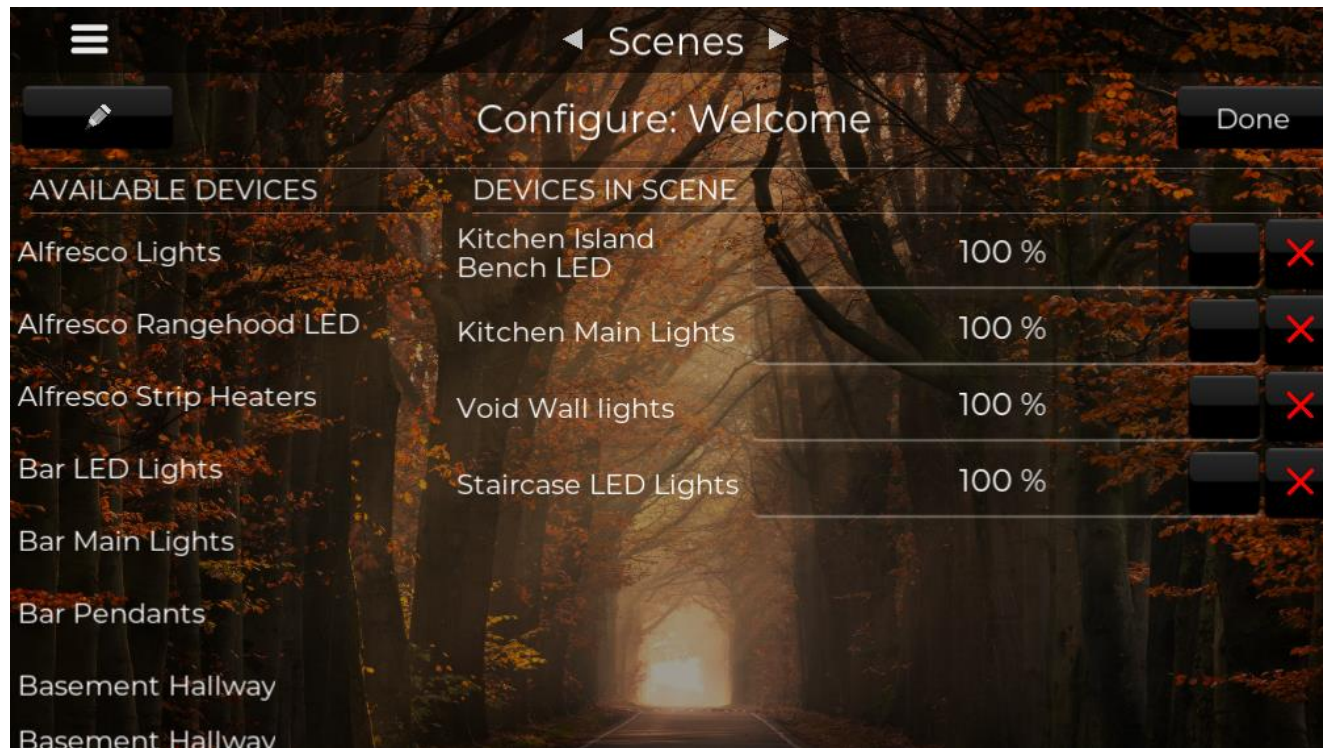 Scenes
Configure: Welcome
Done
AVAILABLE DEVICES
Alfresco Lights
Alfresco Rangehood LED
Alfresco Strip Heaters
Bar LED Lights
Bar Main Lights
Bar Pendants
Basement Hallway
Basement Hallway
DEVICES IN SCENE
Kitchen Island
Bench LED
100 %
Kitchen Main Lights
100 %
Void Wall lights
100 %
Staircase LED Lights
100 %